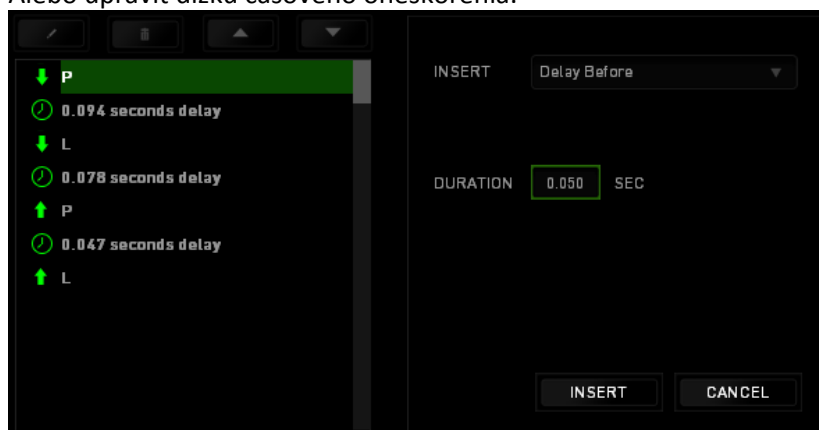 Alebo upraviť dĺžku časového oneskorenia.
P
0.094 seconds delay
L
0.078 seconds delay
P
0.047 seconds delay
L
INSERT Delay Before
DURATION 0.050 SEC
INSERT CANCEL